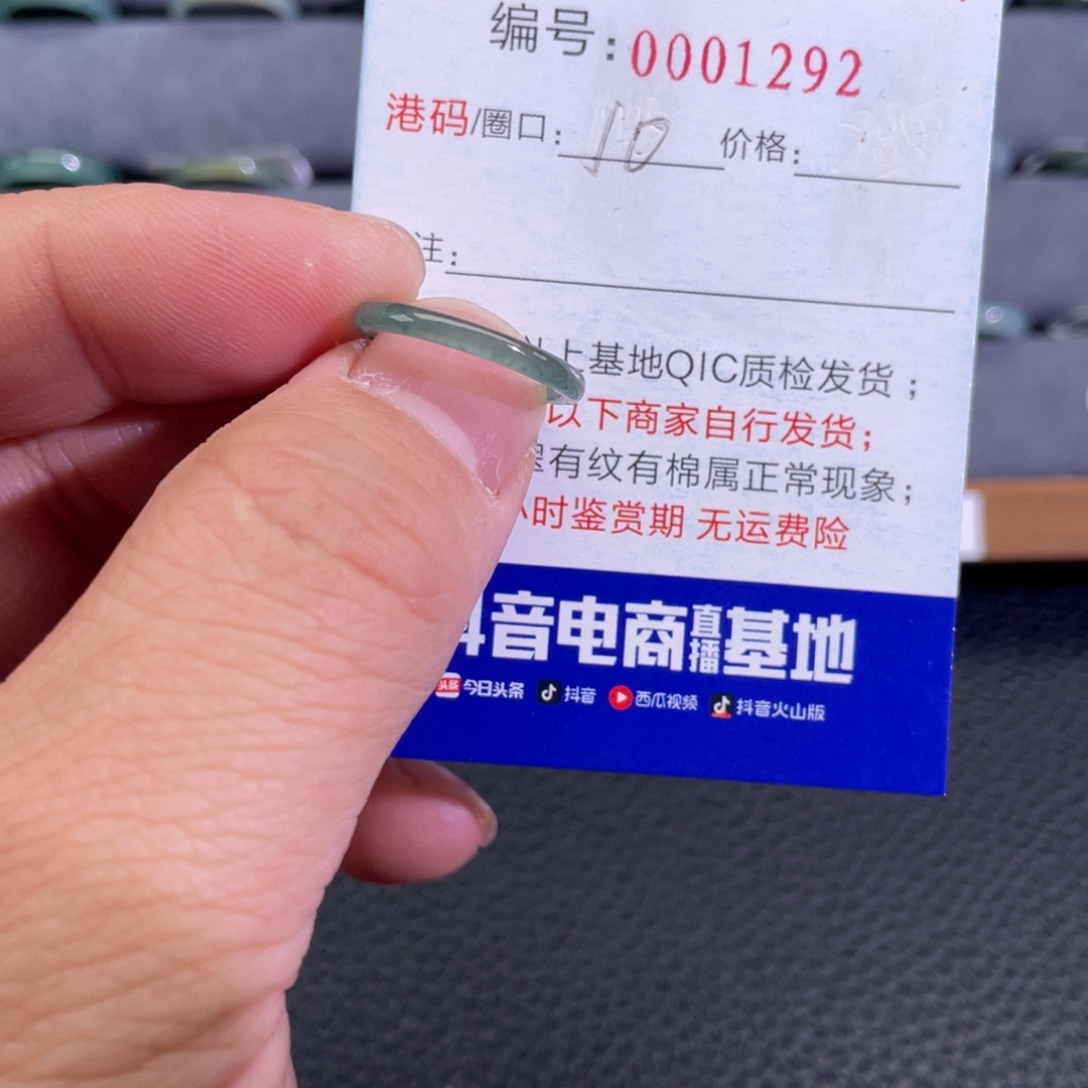 编号：0001292
港码/圈口：10 价格：
注：
上基地QIC质检发货；
以下商家自行发货；
有纹有棉属正常现象；
小时鉴赏期 无运费险
抖音电商直播基地
头条 今日头条 抖音 西瓜视频 抖音火山版